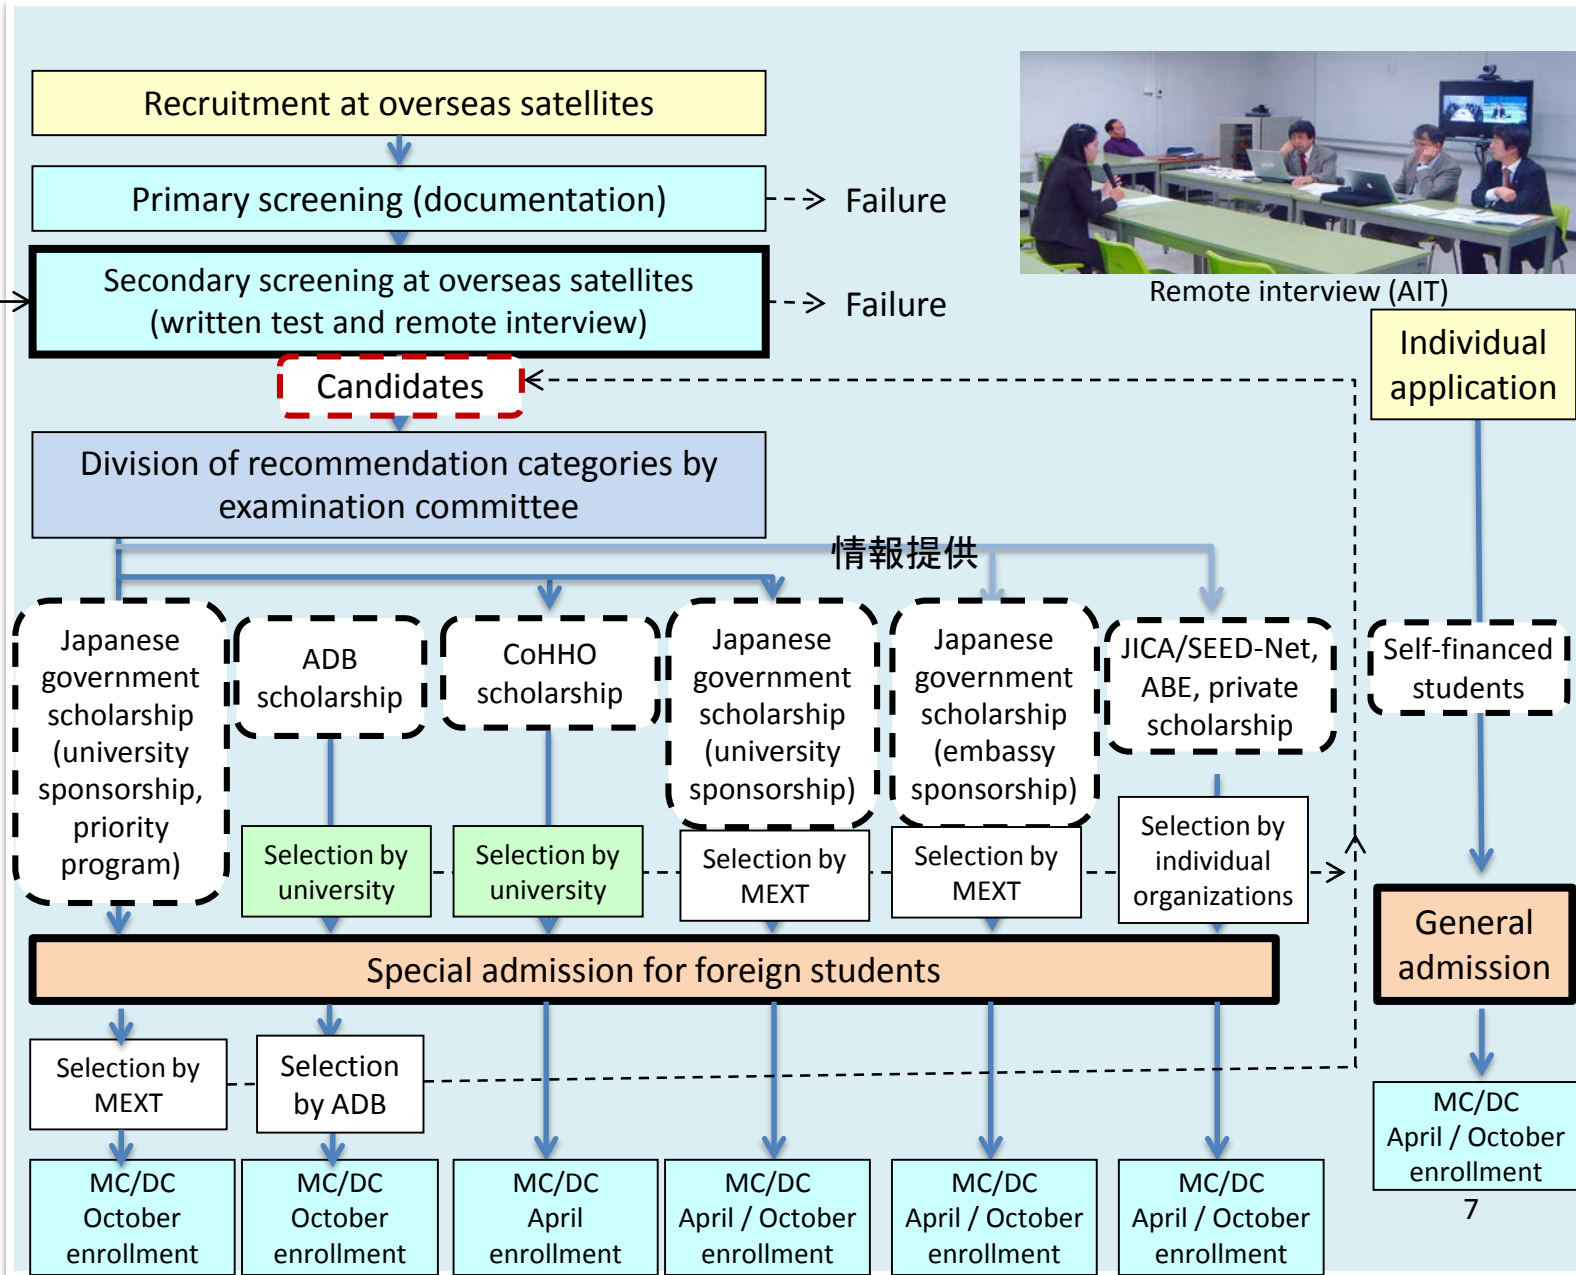 Recruitment at overseas satellites
Primary screening (documentation)
Failure
Secondary screening at overseas satellites
(written test and remote interview)
Failure
Remote interview (AIT)
Candidates
Individual
application
Division of recommendation categories by
examination committee
情報提供
Japanese
government
scholarship
(university
sponsorship,
priority
program)
ADB
scholarship
CoHHO
scholarship
Japanese
government
scholarship
(university
sponsorship)
Japanese
government
scholarship
(embassy
sponsorship)
JICA/SEED-Net,
ABE, private
scholarship
Self-financed
students
Selection by
university
Selection by
university
Selection by
MEXT
Selection by
MEXT
Selection by
individual
organizations
Special admission for foreign students
General
admission
Selection by
MEXT
Selection
by ADB
MC/DC
October
enrollment
MC/DC
October
enrollment
MC/DC
April
enrollment
MC/DC
April / October
enrollment
MC/DC
April / October
enrollment
MC/DC
April / October
enrollment
MC/DC
April / October
enrollment
7